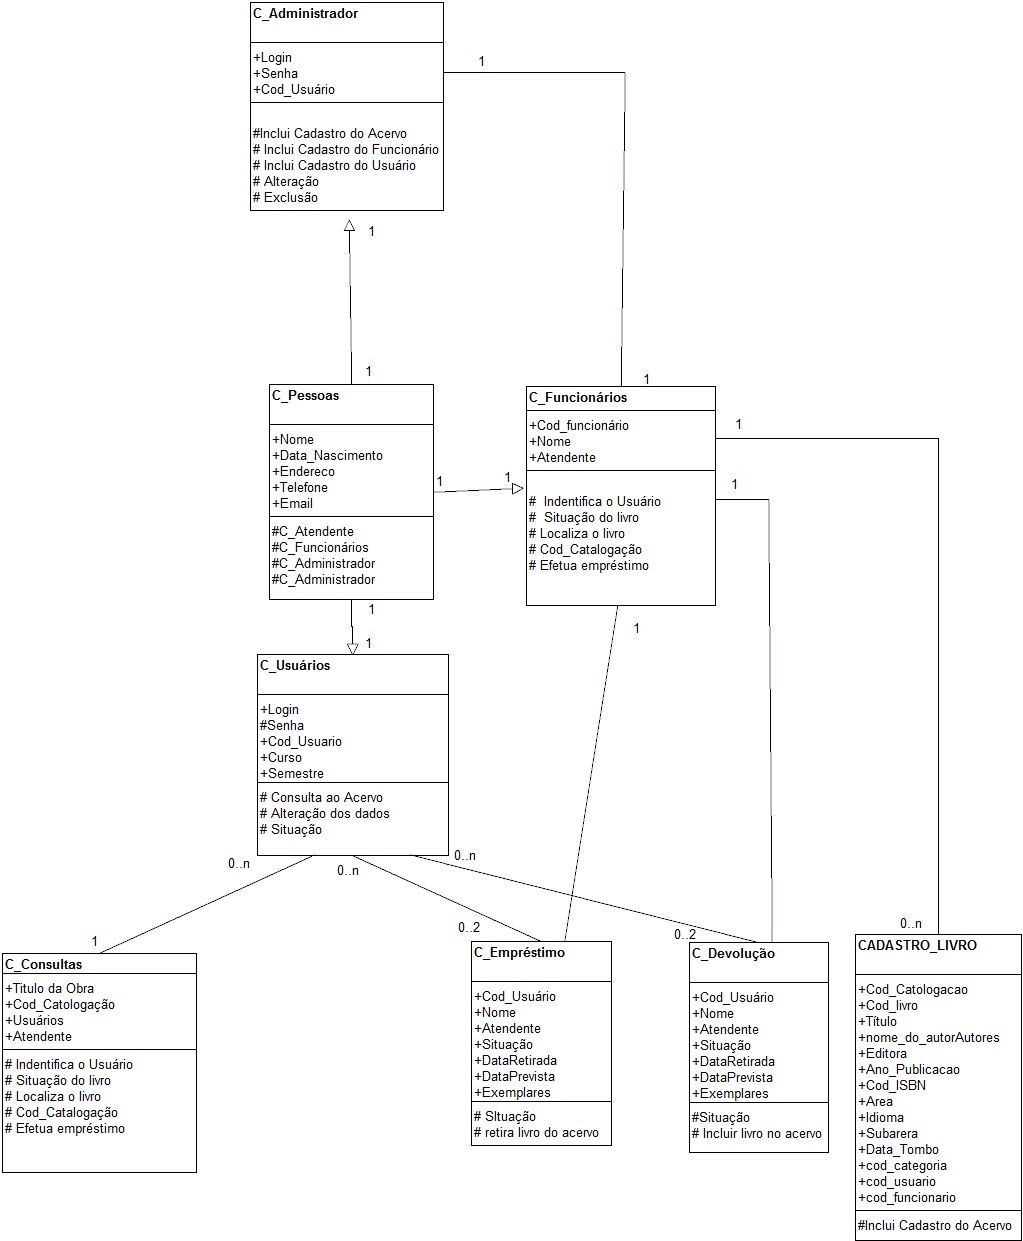 C_Administrador
+Login
+Senha
+Cod_Usuário
#Inclui Cadastro do Acervo
# Inclui Cadastro do Funcionário
# Inclui Cadastro do Usuário
# Alteração
# Exclusão
1
1
1
1
C_Pessoas
+Nome
+Data_Nascimento
+Endereco
+Telefone
+Email
#C_Atendente
#C_Funcionários
#C_Administrador
#C_Administrador
1
1
1
C_Funcionários
+Cod_funcionário
+Nome
+Atendente
#  Indentifica o Usuário
#  Situação do livro
# Localiza o livro
# Cod_Catalogação
# Efetua empréstimo
1
1
1
1
1
C_Usuários
+Login
#Senha
+Cod_Usuario
+Curso
+Semestre
# Consulta ao Acervo
# Alteração dos dados
# Situação
0..n
0..n
0..n
1
0..2
0..2
0..n
C_Consultas
+Titulo da Obra
+Cod_Catologação
+Usuários
+Atendente
# Indentifica o Usuário
# Situação do livro
# Localiza o livro
# Cod_Catalogação
# Efetua empréstimo
C_Empréstimo
+Cod_Usuário
+Nome
+Atendente
+Situação
+DataRetirada
+DataPrevista
+Exemplares
# SItuação
# retira livro do acervo
C_Devolução
+Cod_Usuário
+Nome
+Atendente
+Situação
+DataRetirada
+DataPrevista
+Exemplares
#Situação
# Incluir livro no acervo
CADASTRO_LIVRO
+Cod_Catologacao
+Cod_livro
+Título
+nome_do_autorAutores
+Editora
+Ano_Publicacao
+Cod_ISBN
+Area
+Idioma
+Subarera
+Data_Tombo
+cod_categoria
+cod_usuario
+cod_funcionario
#Inclui Cadastro do Acervo